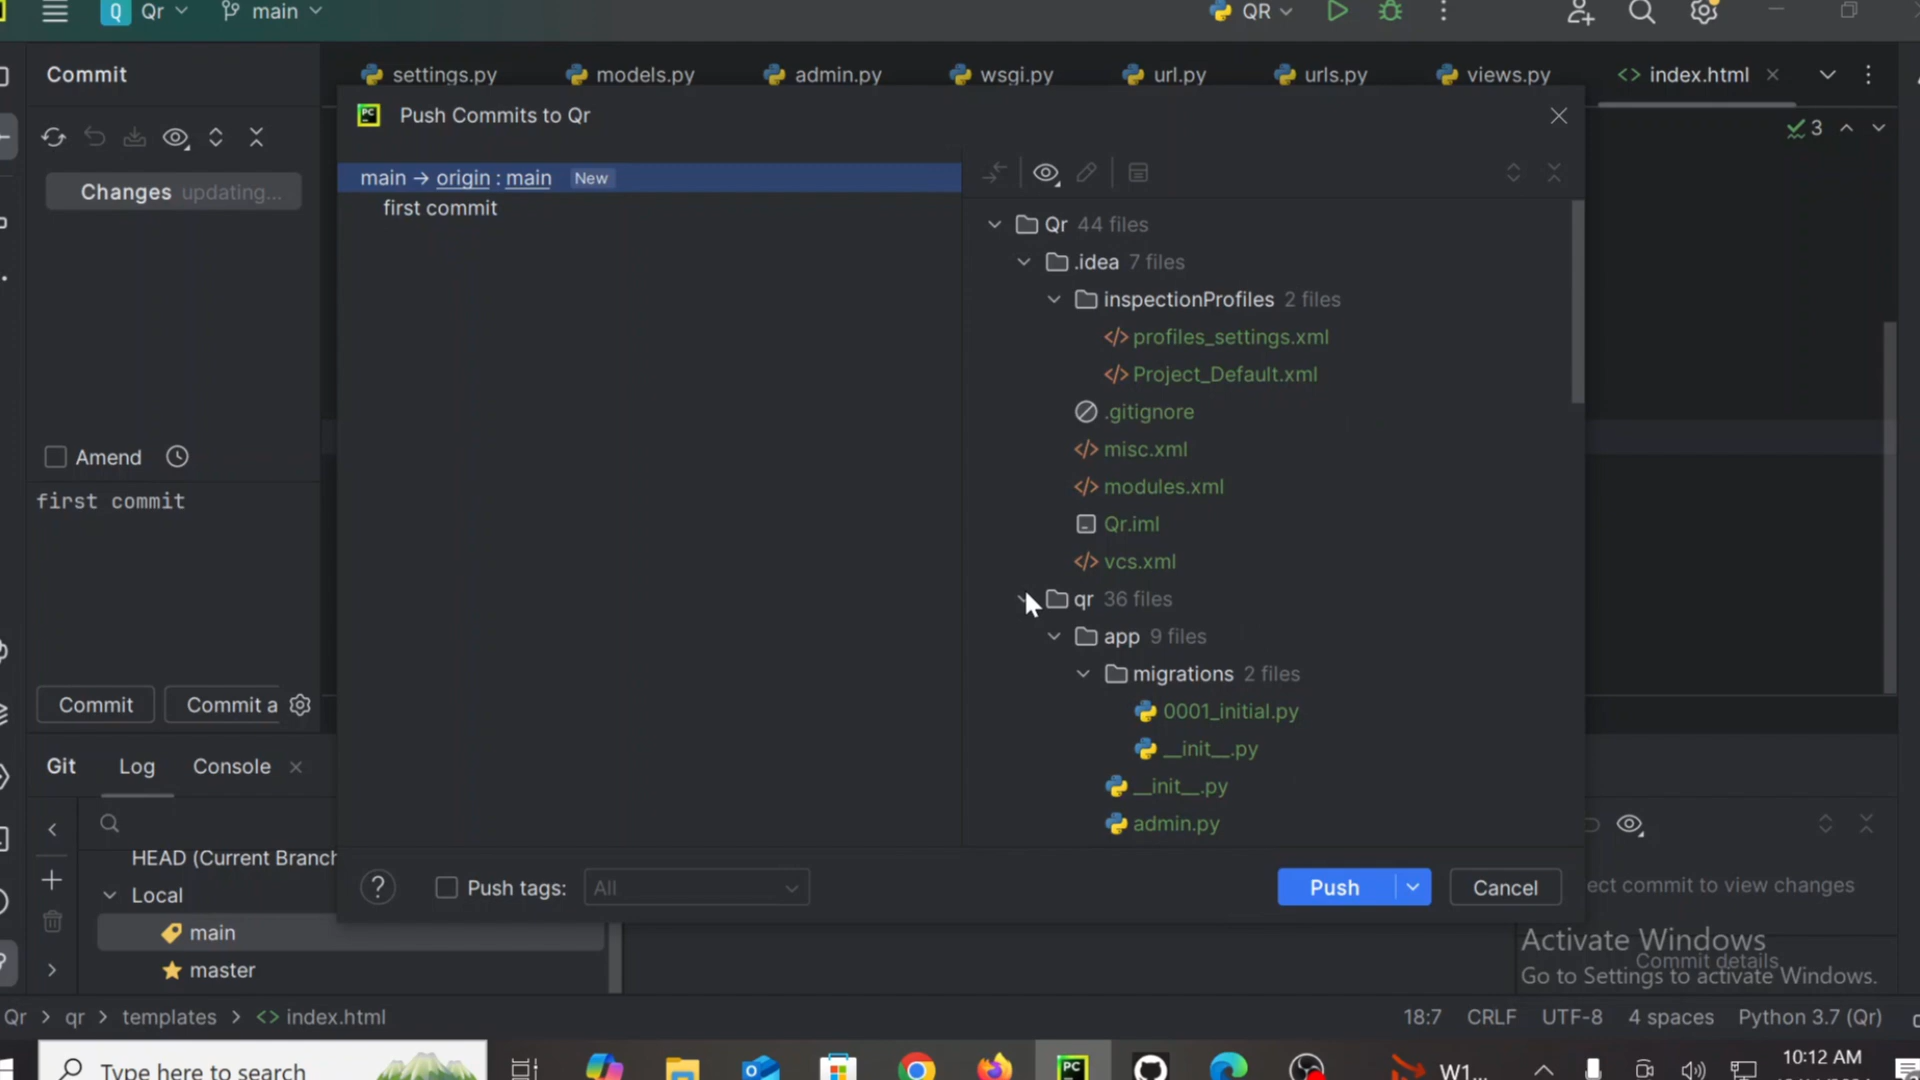 Q Qr main QR
Commit
settings.py models.py admin.py wsgi.py url.py urls.py views.py <> index.html
Push Commits to Qr
3
Changes updating...
main → origin : main New
first commit
Qr 44 files
.idea 7 files
inspectionProfiles 2 files
</> profiles_settings.xml
</> Project_Default.xml
.gitignore
</> misc.xml
</> modules.xml
Qr.iml
</> vcs.xml
qr 36 files
app 9 files
migrations 2 files
0001_initial.py
__init__.py
__init__.py
admin.py
Amend
first commit
Commit Commit a
Git Log Console
HEAD (Current Branch
Local
main
master
? Push tags: All Push Cancel
ect commit to view changes
Commit details
Activate Windows
Go to Settings to activate Windows.
Qr > qr > templates > <> index.html 18:7 CRLF UTF-8 4 spaces Python 3.7 (Qr)
Type here to search PC W1... 10:12 AM